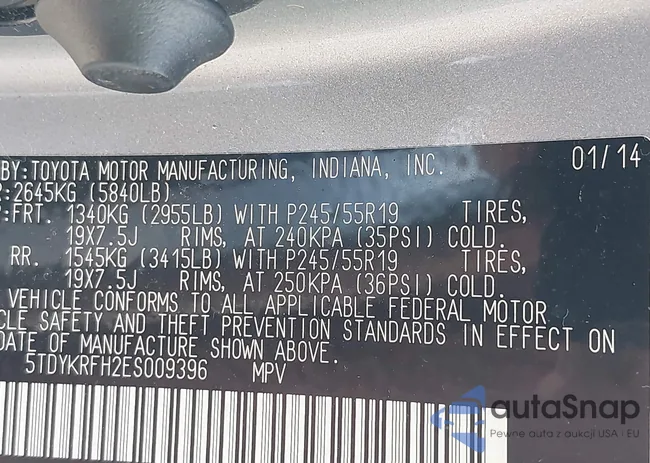 BY: TOYOTA MOTOR MANUFACTURING, INDIANA, INC. 01/14
2645KG (5840LB)
FRT. 1340KG (2955LB) WITH P245/55R19 TIRES,
19X7.5J RIMS, AT 240KPA (35PSI) COLD.
RR. 1545KG (3415LB) WITH P245/55R19 TIRES,
19X7.5J RIMS, AT 250KPA (36PSI) COLD.
VEHICLE CONFORMS TO ALL APPLICABLE FEDERAL MOTOR
CLE SAFETY AND THEFT PREVENTION STANDARDS IN EFFECT ON
DATE OF MANUFACTURE SHOWN ABOVE.
5TDYKRFH2ES009396 MPV
autaSnap
Pewne auta z aukcji USA · EU